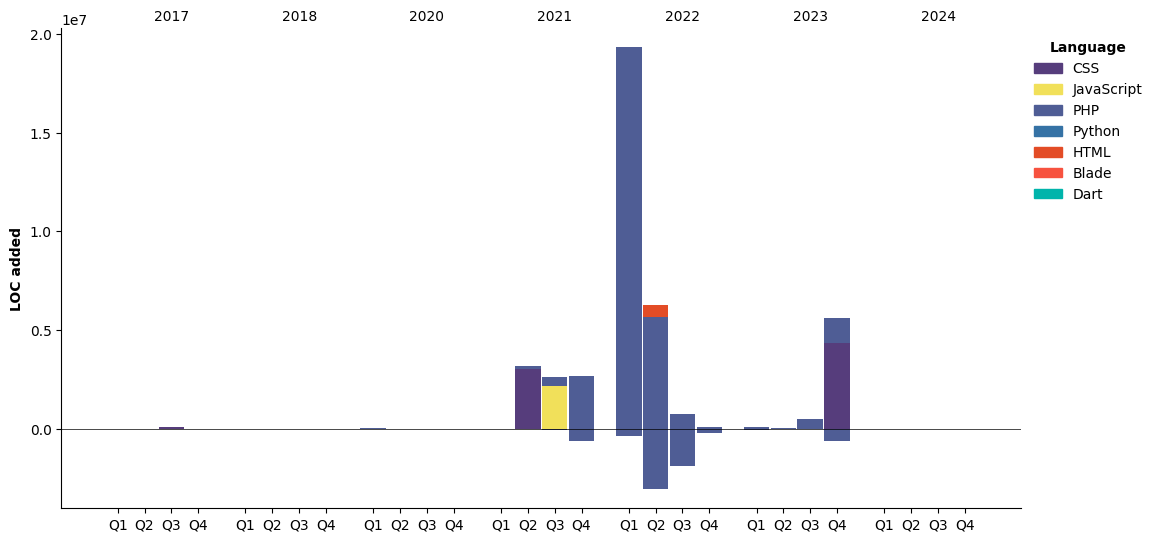 2017 2018 2020 2021 2022 2023 2024
1e7
2.0
1.5
1.0
0.5
0.0
LOC added
Language
CSS
JavaScript
PHP
Python
HTML
Blade
Dart
Q1 Q2 Q3 Q4 Q1 Q2 Q3 Q4 Q1 Q2 Q3 Q4 Q1 Q2 Q3 Q4 Q1 Q2 Q3 Q4 Q1 Q2 Q3 Q4 Q1 Q2 Q3 Q4